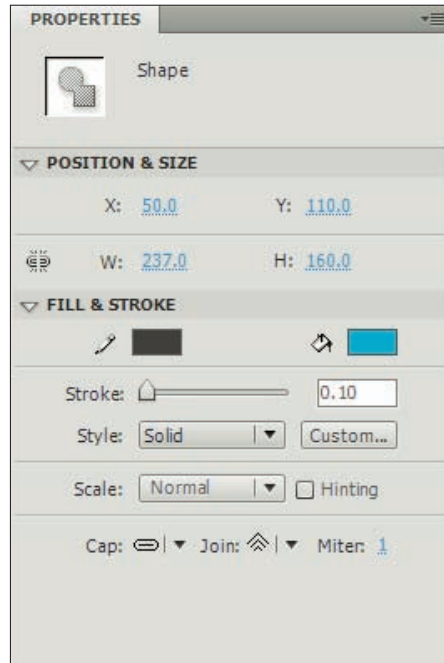 PROPERTIES
Shape
POSITION & SIZE
X: 50.0 Y: 110.0
W: 237.0 H: 160.0
FILL & STROKE
Stroke: 0.10
Style: Solid Custom...
Scale: Normal Hinting
Cap: Join: Miter: 1